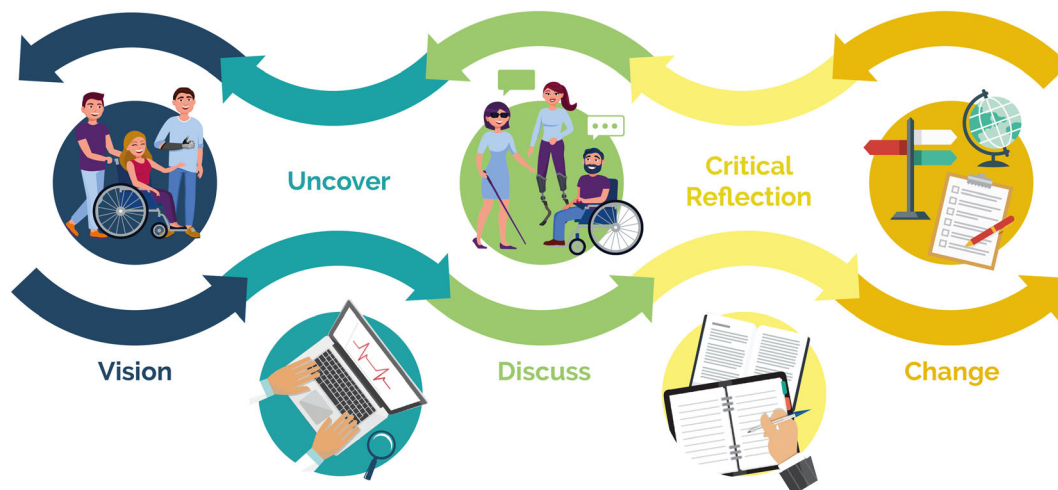 Uncover
Critical
Reflection
Vision
Discuss
Change